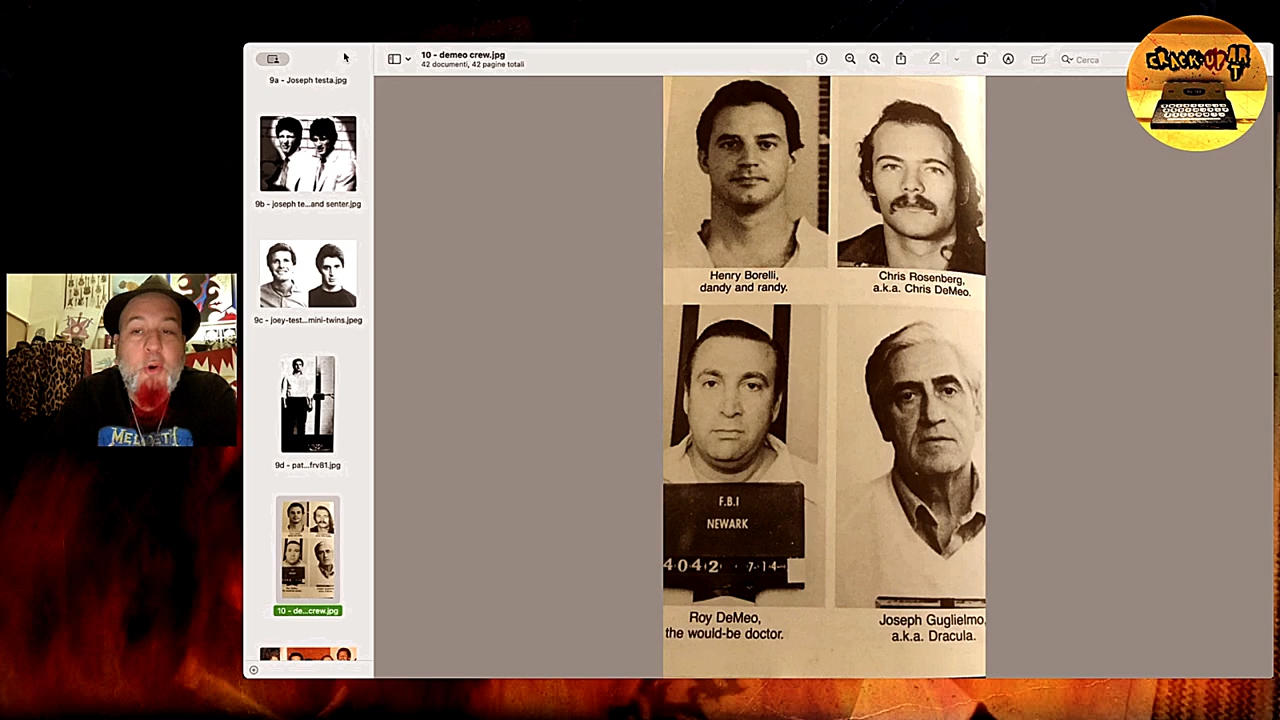 10 - demeo crew.jpg
42 documenti, 42 pagine totali
Cerca
CRACK-UP ART
9a - Joseph testa.jpg
9b - joseph te...and senter.jpg
9c - joey-test...mini-twins.jpeg
9d - pat...frv81.jpg
10 - de...crew.jpg
Henry Borelli,
dandy and randy.
Chris Rosenberg,
a.k.a. Chris DeMeo.
F.B.I
NEWARK
4042 7-14-
Roy DeMeo,
the would-be doctor.
Joseph Guglielmo,
a.k.a. Dracula.